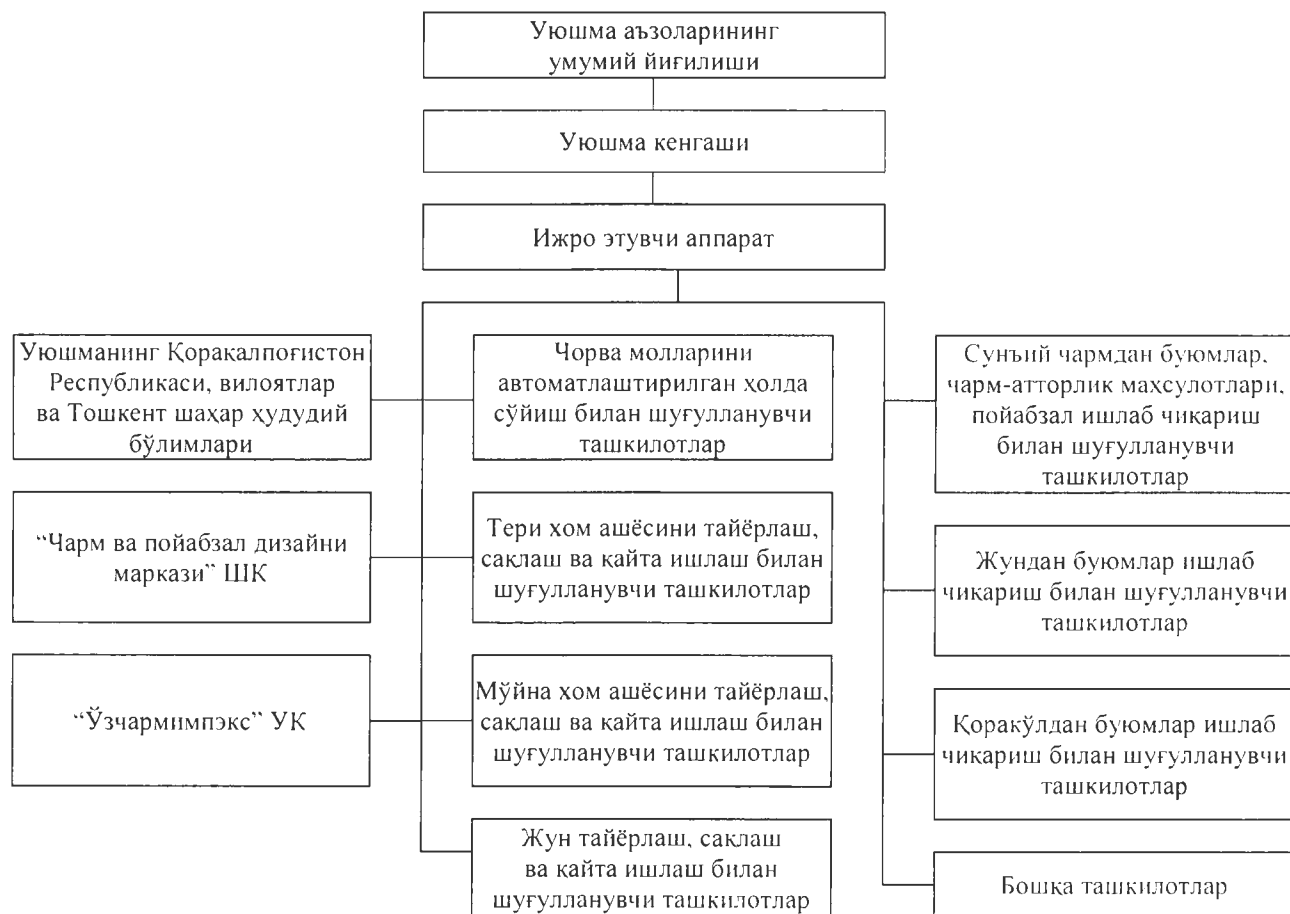 Уюшма аъзоларининг
умумий йиғилиши
Уюшма кенгаши
Ижро этувчи аппарат
Уюшманинг Қорақалпоғистон
Республикаси, вилоятлар
ва Тошкент шаҳар ҳудудий
бўлимлари
“Чарм ва пойабзал дизайни
маркази” ШК
“Ўзчармимпэкс” УК
Чорва молларини
автоматлаштирилган ҳолда
сўйиш билан шуғулланувчи
ташкилотлар
Тери хом ашёсини тайёрлаш,
сақлаш ва қайта ишлаш билан
шуғулланувчи ташкилотлар
Мўйна хом ашёсини тайёрлаш,
сақлаш ва қайта ишлаш билан
шуғулланувчи ташкилотлар
Жун тайёрлаш, сақлаш
ва қайта ишлаш билан
шуғулланувчи ташкилотлар
Сунъий чармдан буюмлар,
чарм-атторлик маҳсулотлари,
пойабзал ишлаб чиқариш
билан шуғулланувчи
ташкилотлар
Жундан буюмлар ишлаб
чиқариш билан шуғулланувчи
ташкилотлар
Қоракўлдан буюмлар ишлаб
чиқариш билан шуғулланувчи
ташкилотлар
Бошқа ташкилотлар